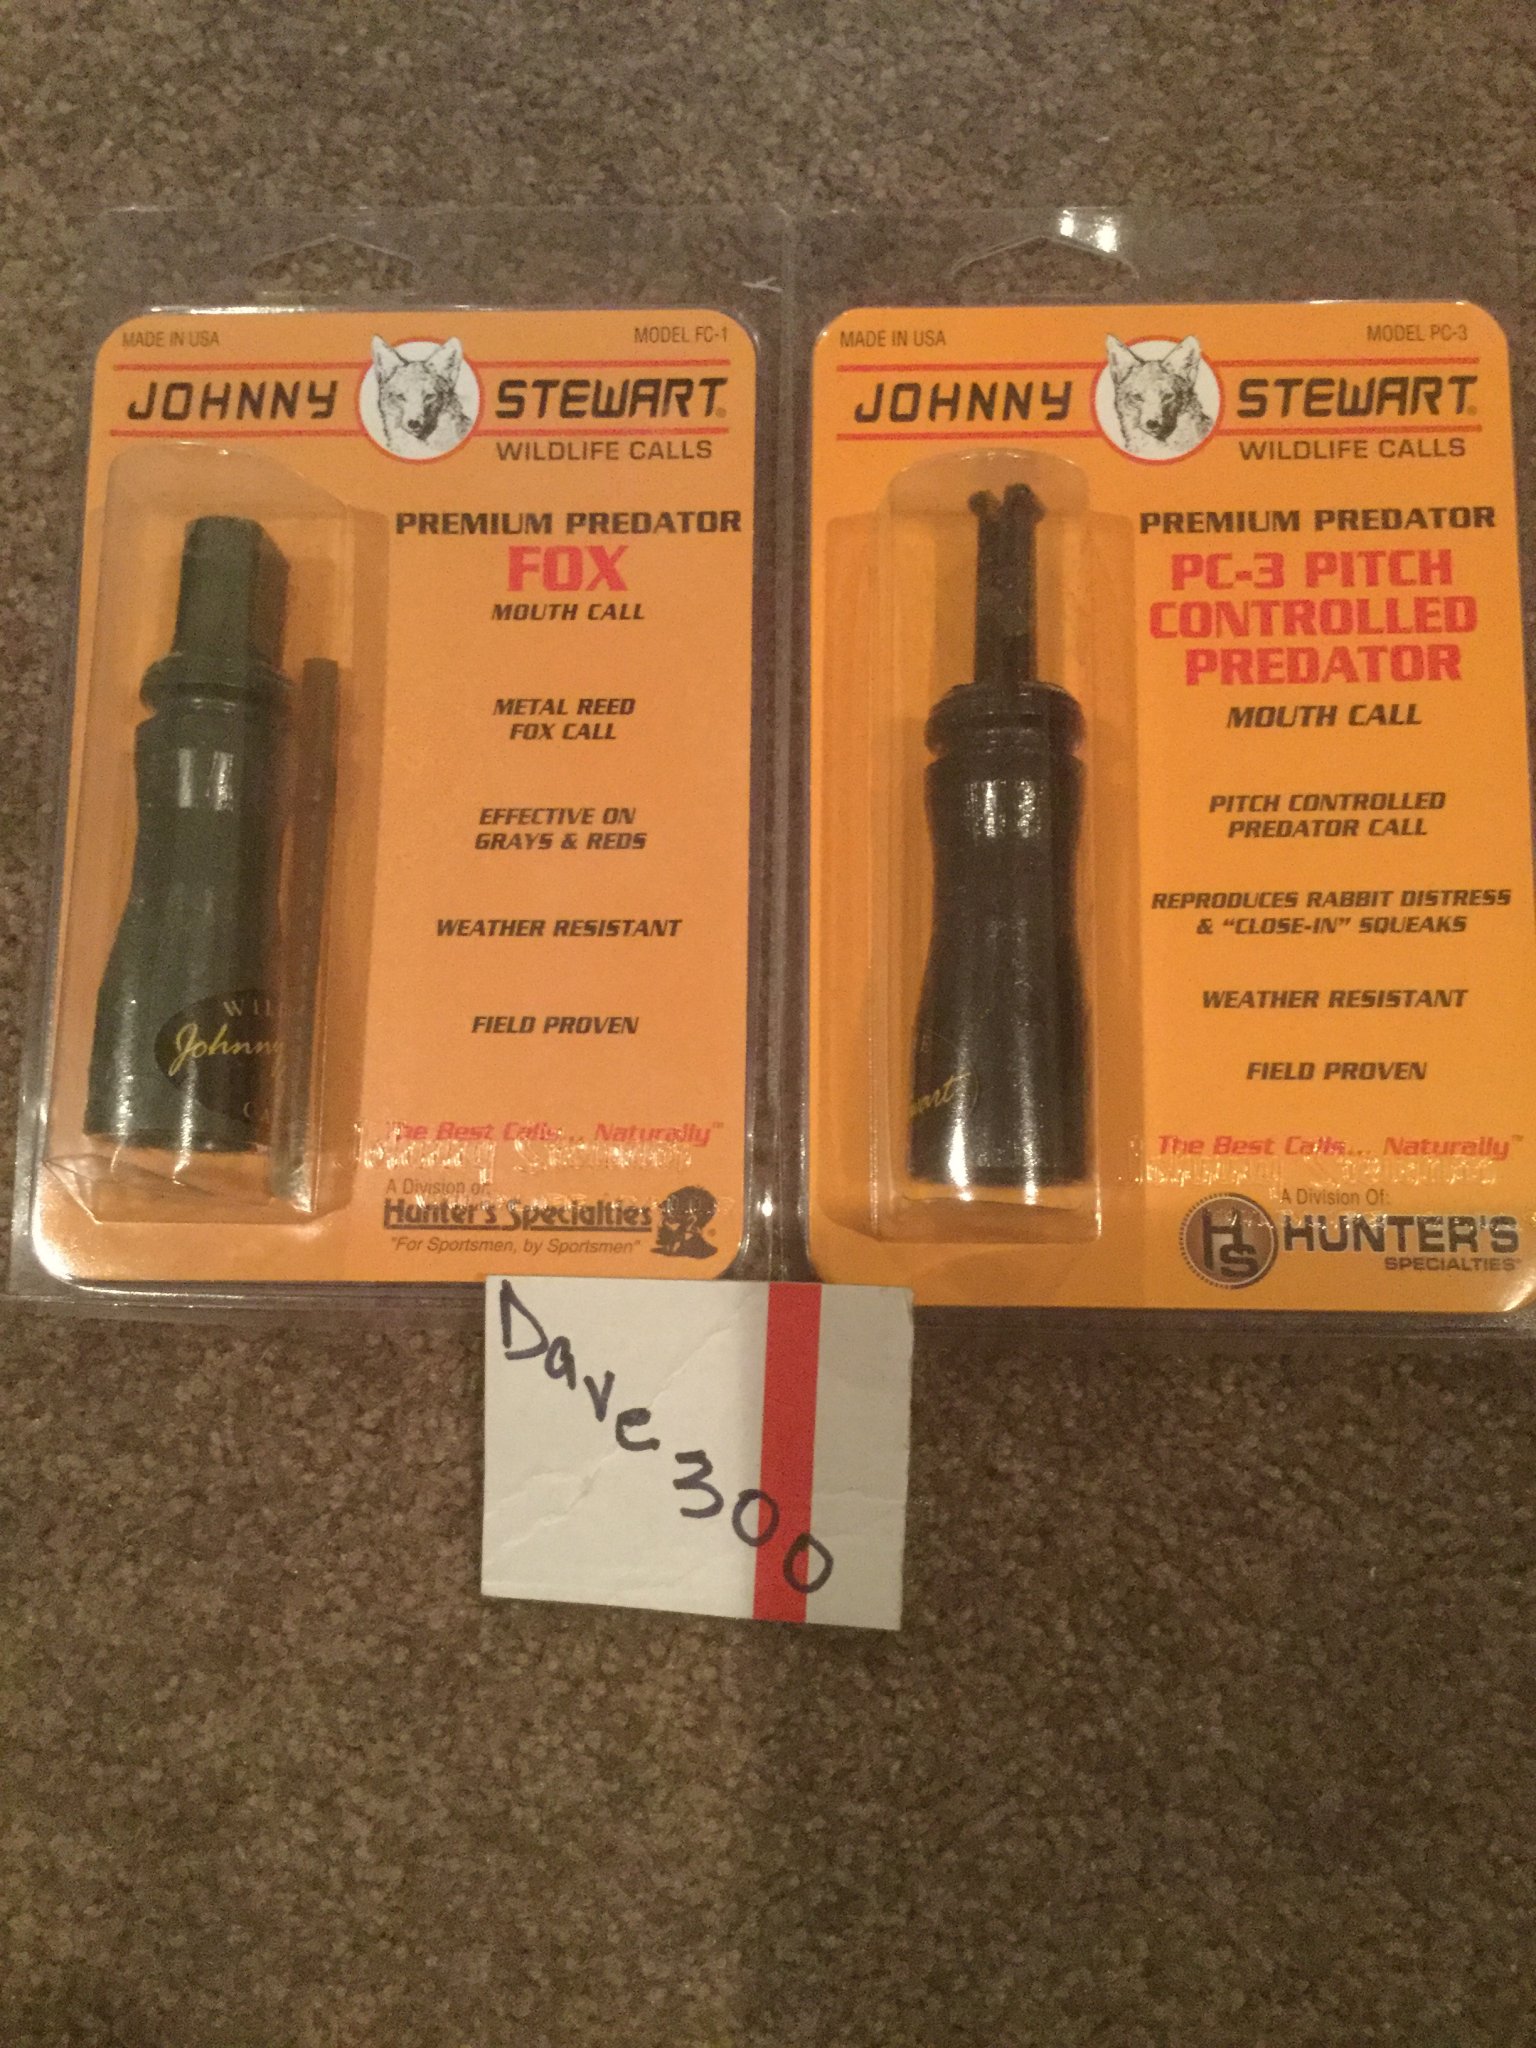 MADE IN USA
MODEL FC-1
JOHNNY STEWART
WILDLIFE CALLS
PREMIUM PREDATOR
FOX
MOUTH CALL
METAL REED
FOX CALL
EFFECTIVE ON
GRAYS & REDS
WEATHER RESISTANT
FIELD PROVEN
Johnny
The Best Calls... Naturally™
A Division of:
Hunter's Specialties®
"For Sportsmen, by Sportsmen"
MADE IN USA
MODEL PC-3
JOHNNY STEWART®
WILDLIFE CALLS
PREMIUM PREDATOR
PC-3 PITCH
CONTROLLED
PREDATOR
MOUTH CALL
PITCH CONTROLLED
PREDATOR CALL
REPRODUCES RABBIT DISTRESS
& "CLOSE-IN" SQUEAKS
WEATHER RESISTANT
FIELD PROVEN
The Best Calls... Naturally™
A Division Of:
HS HUNTER'S
SPECIALTIES®
Dave 300